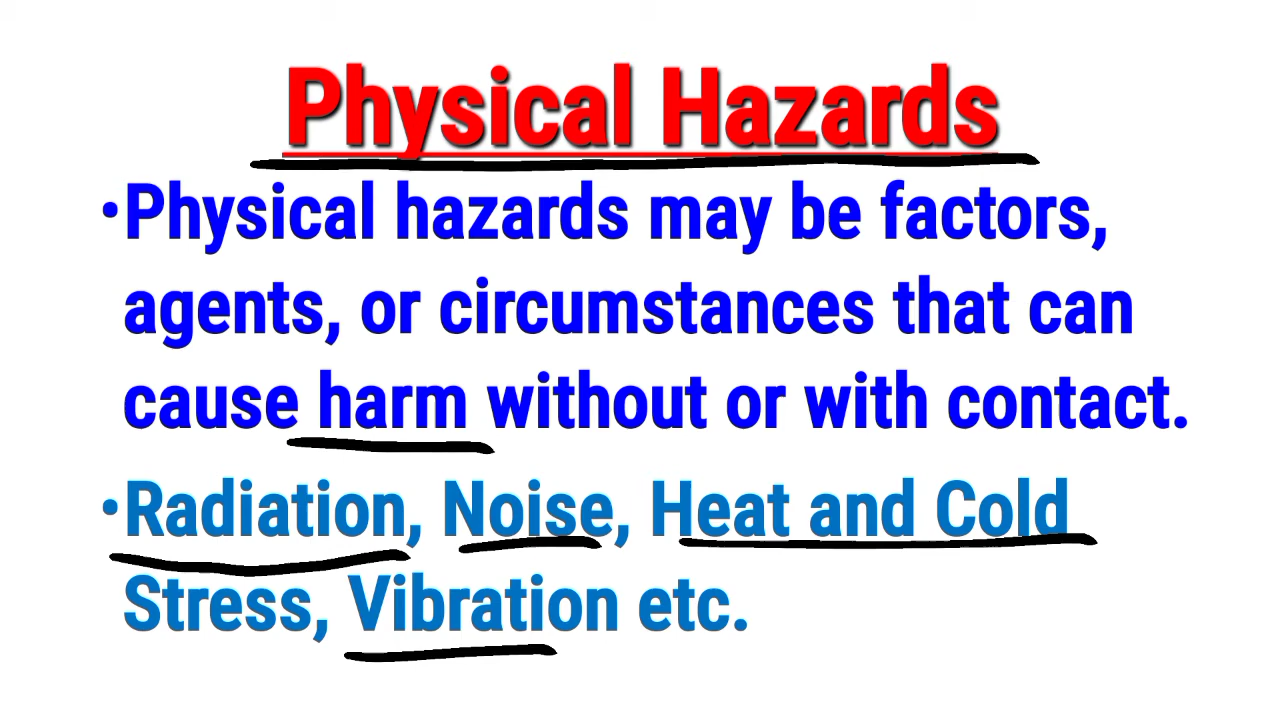 Physical Hazards
•Physical hazards may be factors,
agents, or circumstances that can
cause harm without or with contact.
•Radiation, Noise, Heat and Cold
Stress, Vibration etc.